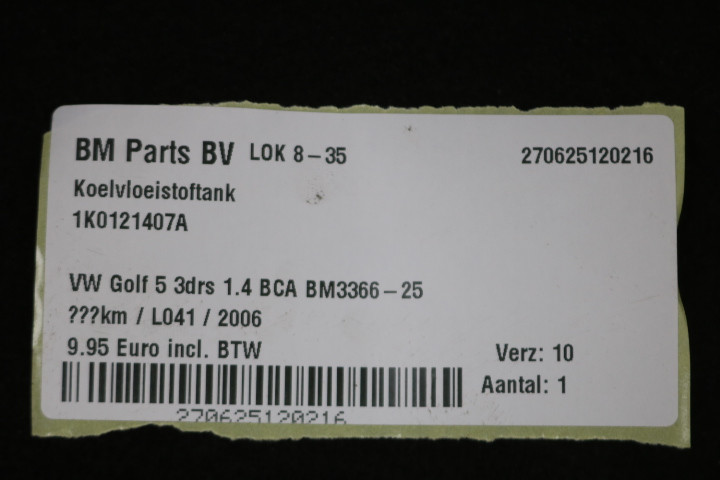 BM Parts BV LOK 8-35 270625120216
Koelvloeistoftank
1K0121407A
VW Golf 5 3drs 1.4 BCA BM3366-25
???km / L041 / 2006
9.95 Euro incl. BTW Verz: 10
Aantal: 1
270625120216